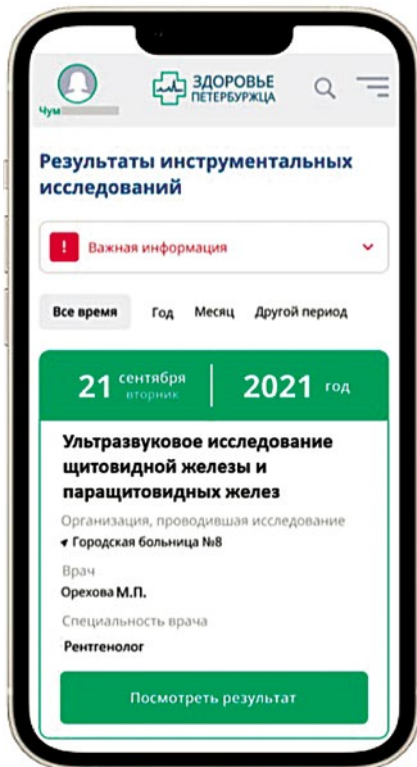 ЗДОРОВЬЕ
ПЕТЕРБУРЖЦА
Чум
Результаты инструментальных
исследований
! Важная информация
Все время Год Месяц Другой период
21 сентября вторник 2021 год
Ультразвуковое исследование
щитовидной железы и
паращитовидных желез
Организация, проводившая исследование
Городская больница №8
Врач
Орехова М.П.
Специальность врача
Рентгенолог
Посмотреть результат